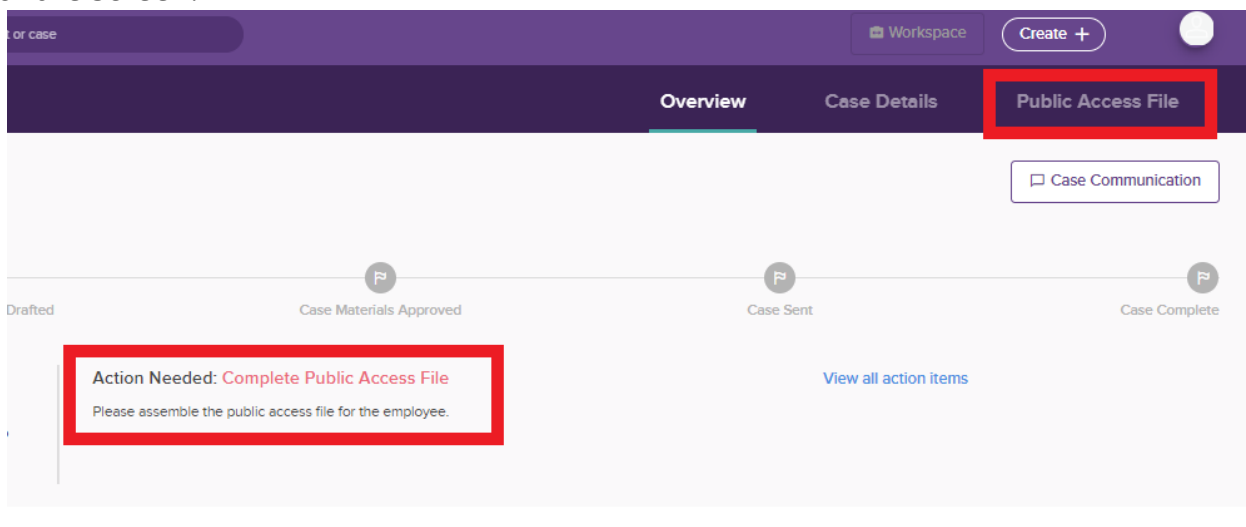 t or case
Workspace
Create +
Overview
Case Details
Public Access File
Case Communication
Drafted
Case Materials Approved
Case Sent
Case Complete
Action Needed: Complete Public Access File
View all action items
Please assemble the public access file for the employee.